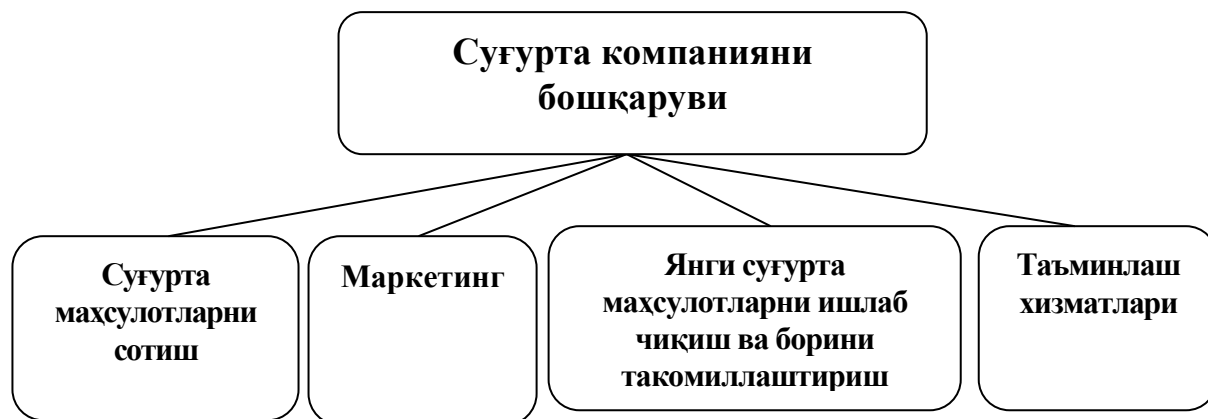 Суғурта компанияни
бошқаруви
Суғурта
маҳсулотларни
сотиш
Маркетинг
Янги суғурта
маҳсулотларни ишлаб
чиқиш ва борини
такомиллаштириш
Таъминлаш
хизматлари